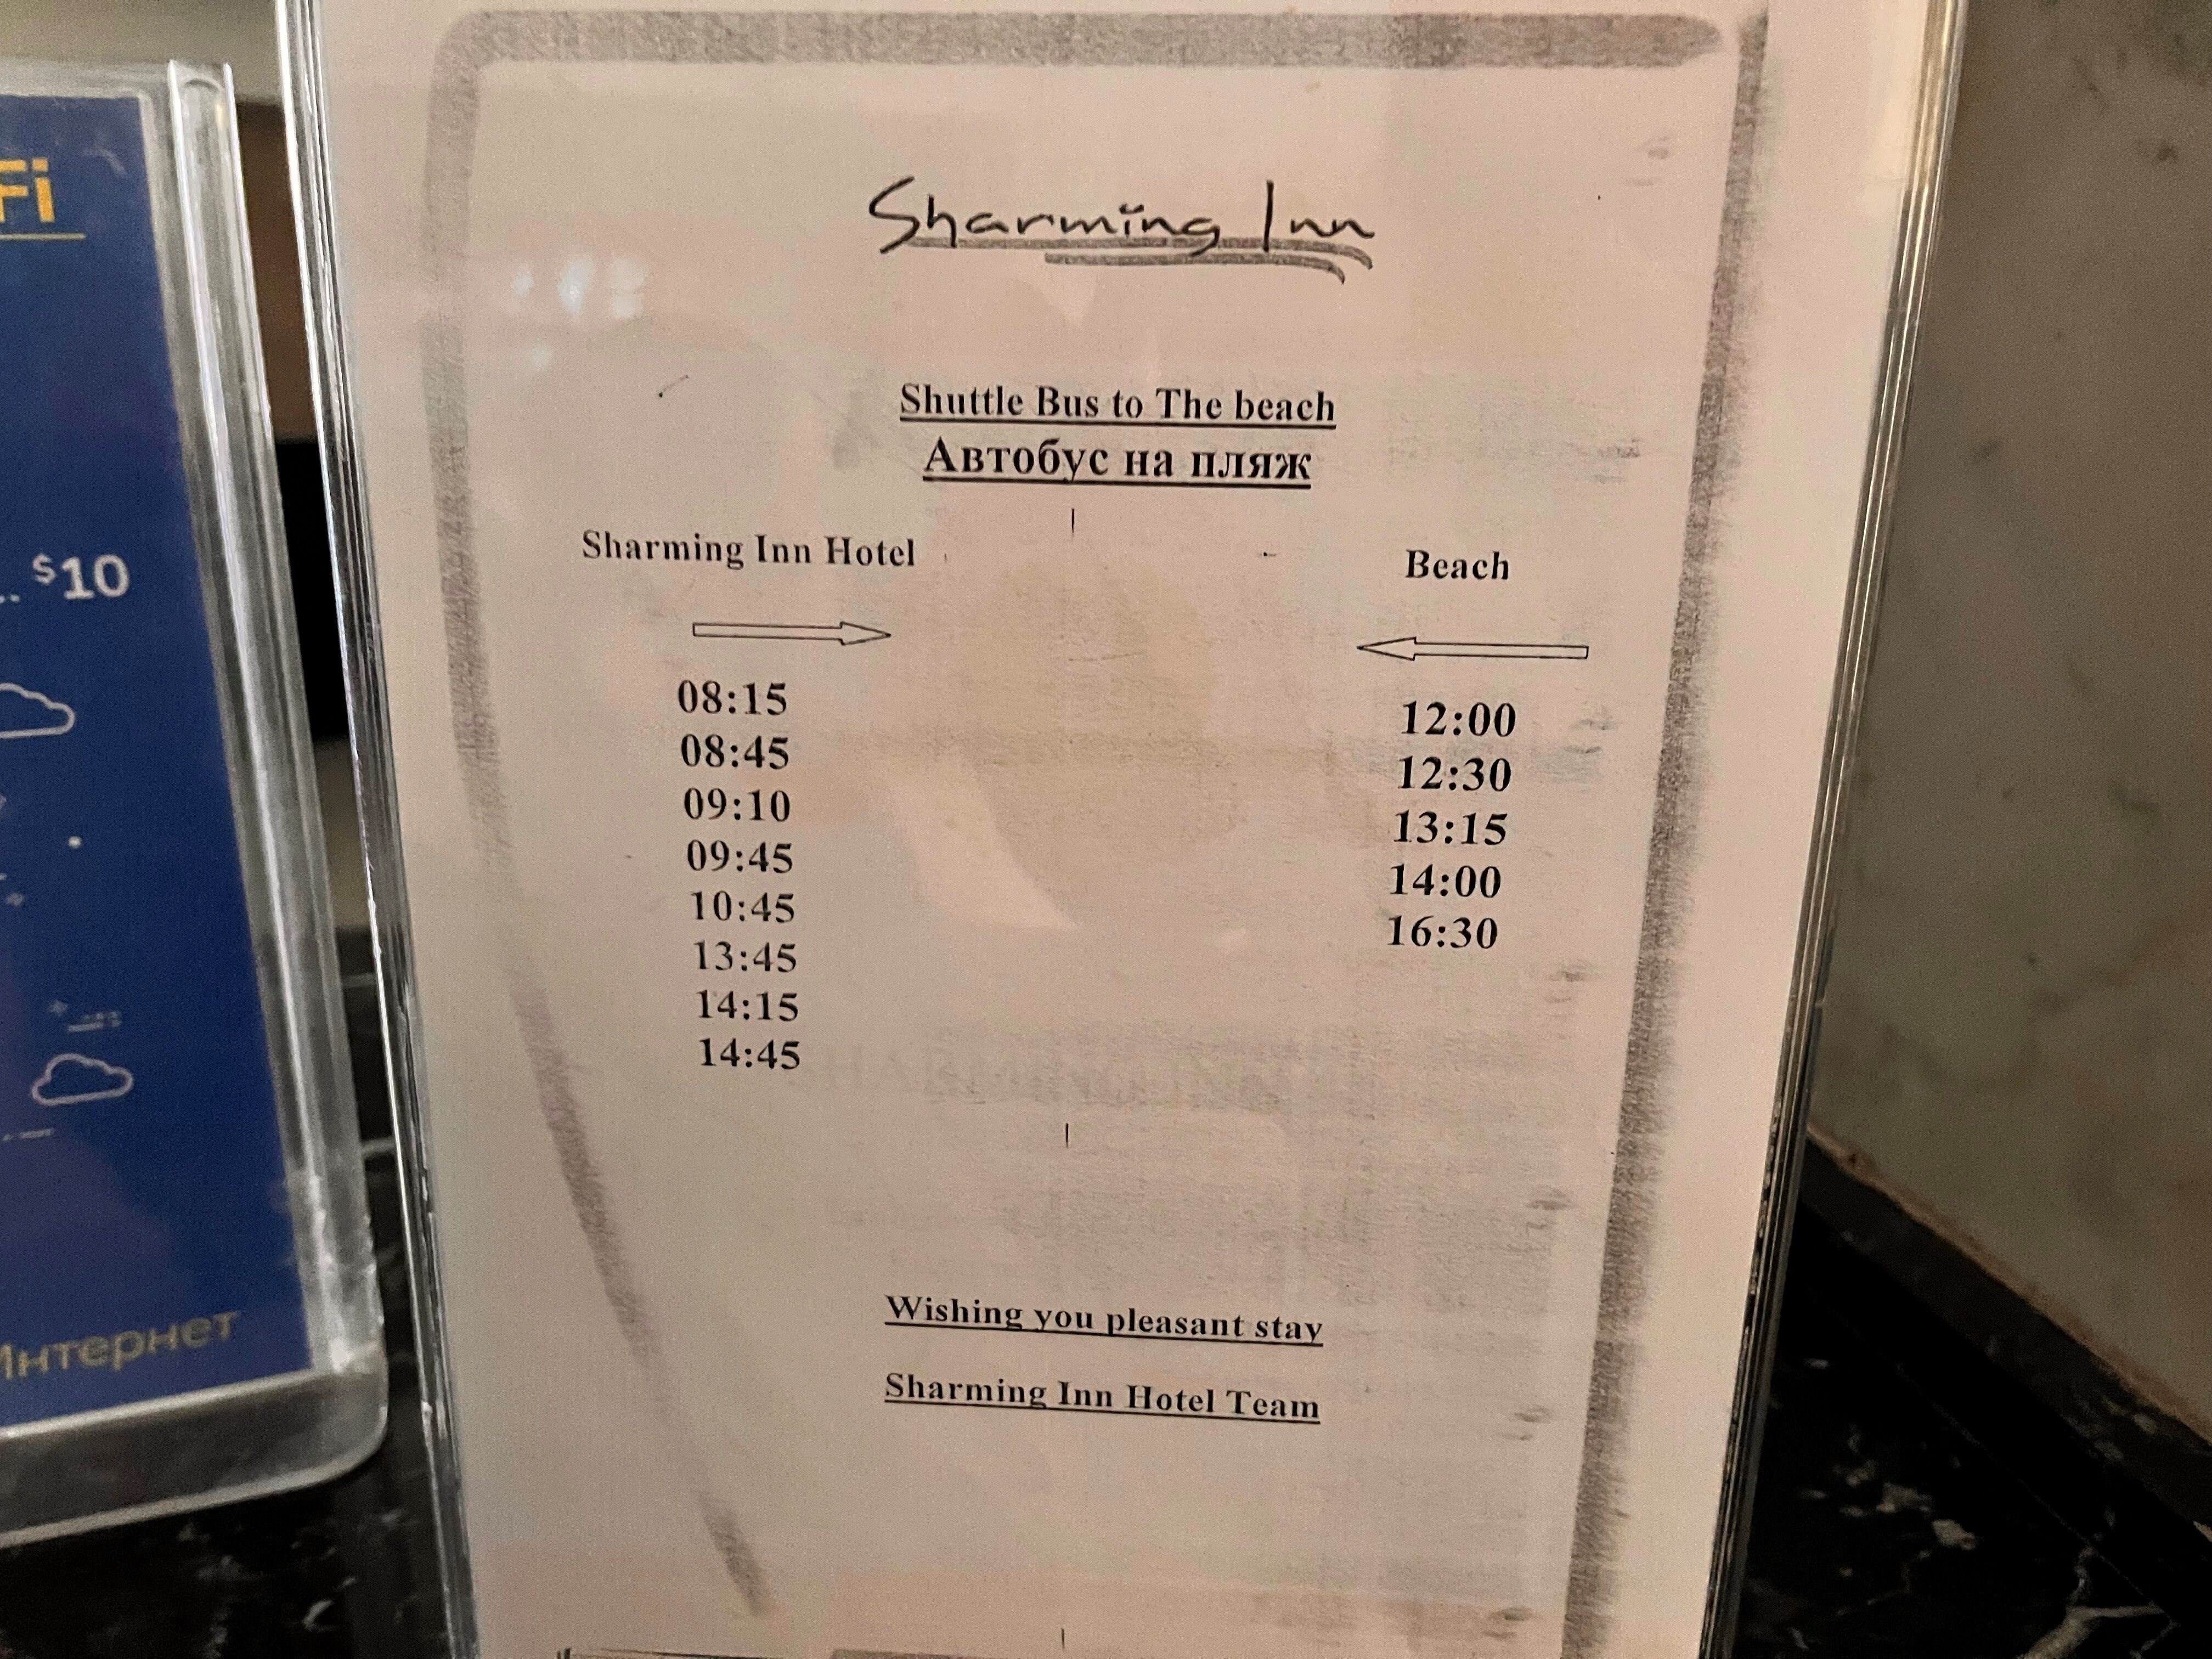 Fi
$10
Интернет
Sharming Inn
Shuttle Bus to The beach
Автобус на пляж
Sharming Inn Hotel
Beach
08:15
08:45
09:10
09:45
10:45
13:45
14:15
14:45
12:00
12:30
13:15
14:00
16:30
Wishing you pleasant stay
Sharming Inn Hotel Team